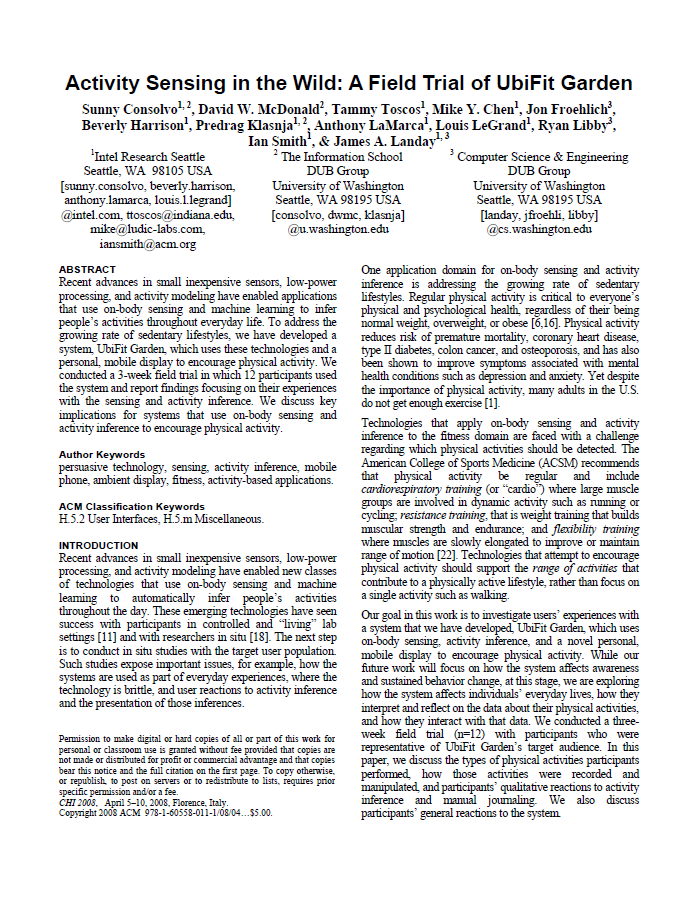 Activity Sensing in the Wild: A Field Trial of UbiFit Garden
Sunny Consolvo1, 2, David W. McDonald2, Tammy Toscos1, Mike Y. Chen1, Jon Froehlich3,
Beverly Harrison1, Predrag Klasnja1, 2, Anthony LaMarca1, Louis LeGrand1, Ryan Libby3,
Ian Smith1, & James A. Landay1, 3
1Intel Research Seattle
Seattle, WA 98105 USA
[sunny.consolvo, beverly.harrison,
anthony.lamarca, louis.l.legrand]
@intel.com, ttoscos@indiana.edu,
mike@ludic-labs.com,
iansmith@acm.org
2 The Information School
DUB Group
University of Washington
Seattle, WA 98195 USA
[consolvo, dwmc, klasnja]
@u.washington.edu
3 Computer Science & Engineering
DUB Group
University of Washington
Seattle, WA 98195 USA
[landay, jfroehli, libby]
@cs.washington.edu
ABSTRACT
Recent advances in small inexpensive sensors, low-power
processing, and activity modeling have enabled applications
that use on-body sensing and machine learning to infer
people's activities throughout everyday life. To address the
growing rate of sedentary lifestyles, we have developed a
system, UbiFit Garden, which uses these technologies and a
personal, mobile display to encourage physical activity. We
conducted a 3-week field trial in which 12 participants used
the system and report findings focusing on their experiences
with the sensing and activity inference. We discuss key
implications for systems that use on-body sensing and
activity inference to encourage physical activity.
Author Keywords
persuasive technology, sensing, activity inference, mobile
phone, ambient display, fitness, activity-based applications.
ACM Classification Keywords
H.5.2 User Interfaces, H.5.m Miscellaneous.
INTRODUCTION
Recent advances in small inexpensive sensors, low-power
processing, and activity modeling have enabled new classes
of technologies that use on-body sensing and machine
learning to automatically infer people's activities
throughout the day. These emerging technologies have seen
success with participants in controlled and “living” lab
settings [11] and with researchers in situ [18]. The next step
is to conduct in situ studies with the target user population.
Such studies expose important issues, for example, how the
systems are used as part of everyday experiences, where the
technology is brittle, and user reactions to activity inference
and the presentation of those inferences.
Permission to make digital or hard copies of all or part of this work for
personal or classroom use is granted without fee provided that copies are
not made or distributed for profit or commercial advantage and that copies
bear this notice and the full citation on the first page. To copy otherwise,
or republish, to post on servers or to redistribute to lists, requires prior
specific permission and/or a fee.
CHI 2008, April 5–10, 2008, Florence, Italy.
Copyright 2008 ACM 978-1-60558-011-1/08/04…$5.00.
One application domain for on-body sensing and activity
inference is addressing the growing rate of sedentary
lifestyles. Regular physical activity is critical to everyone's
physical and psychological health, regardless of their being
normal weight, overweight, or obese [6,16]. Physical activity
reduces risk of premature mortality, coronary heart disease,
type II diabetes, colon cancer, and osteoporosis, and has also
been shown to improve symptoms associated with mental
health conditions such as depression and anxiety. Yet despite
the importance of physical activity, many adults in the U.S.
do not get enough exercise [1].
Technologies that apply on-body sensing and activity
inference to the fitness domain are faced with a challenge
regarding which physical activities should be detected. The
American College of Sports Medicine (ACSM) recommends
that physical activity be regular and include
cardiorespiratory training (or “cardio”) where large muscle
groups are involved in dynamic activity such as running or
cycling; resistance training, that is weight training that builds
muscular strength and endurance; and flexibility training
where muscles are slowly elongated to improve or maintain
range of motion [22]. Technologies that attempt to encourage
physical activity should support the range of activities that
contribute to a physically active lifestyle, rather than focus on
a single activity such as walking.
Our goal in this work is to investigate users' experiences with
a system that we have developed, UbiFit Garden, which uses
on-body sensing, activity inference, and a novel personal,
mobile display to encourage physical activity. While our
future work will focus on how the system affects awareness
and sustained behavior change, at this stage, we are exploring
how the system affects individuals' everyday lives, how they
interpret and reflect on the data about their physical activities,
and how they interact with that data. We conducted a three-
week field trial (n=12) with participants who were
representative of UbiFit Garden's target audience. In this
paper, we discuss the types of physical activities participants
performed, how those activities were recorded and
manipulated, and participants' qualitative reactions to activity
inference and manual journaling. We also discuss
participants' general reactions to the system.